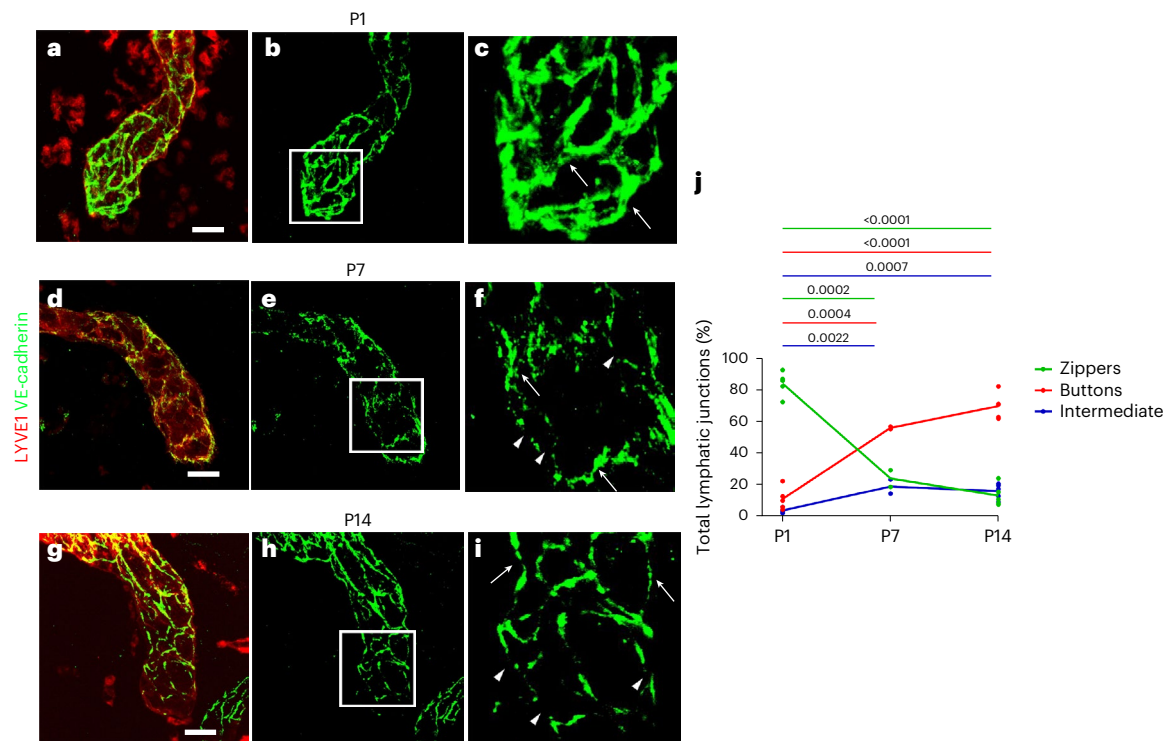 P1
a
b
c
P7
d
e
f
P14
g
h
i
LYVE1 VE-cadherin
j
<0.0001
<0.0001
0.0007
0.0002
0.0004
0.0022
Total lymphatic junctions (%)
100
80
60
40
20
0
P1 P7 P14
Zippers
Buttons
Intermediate